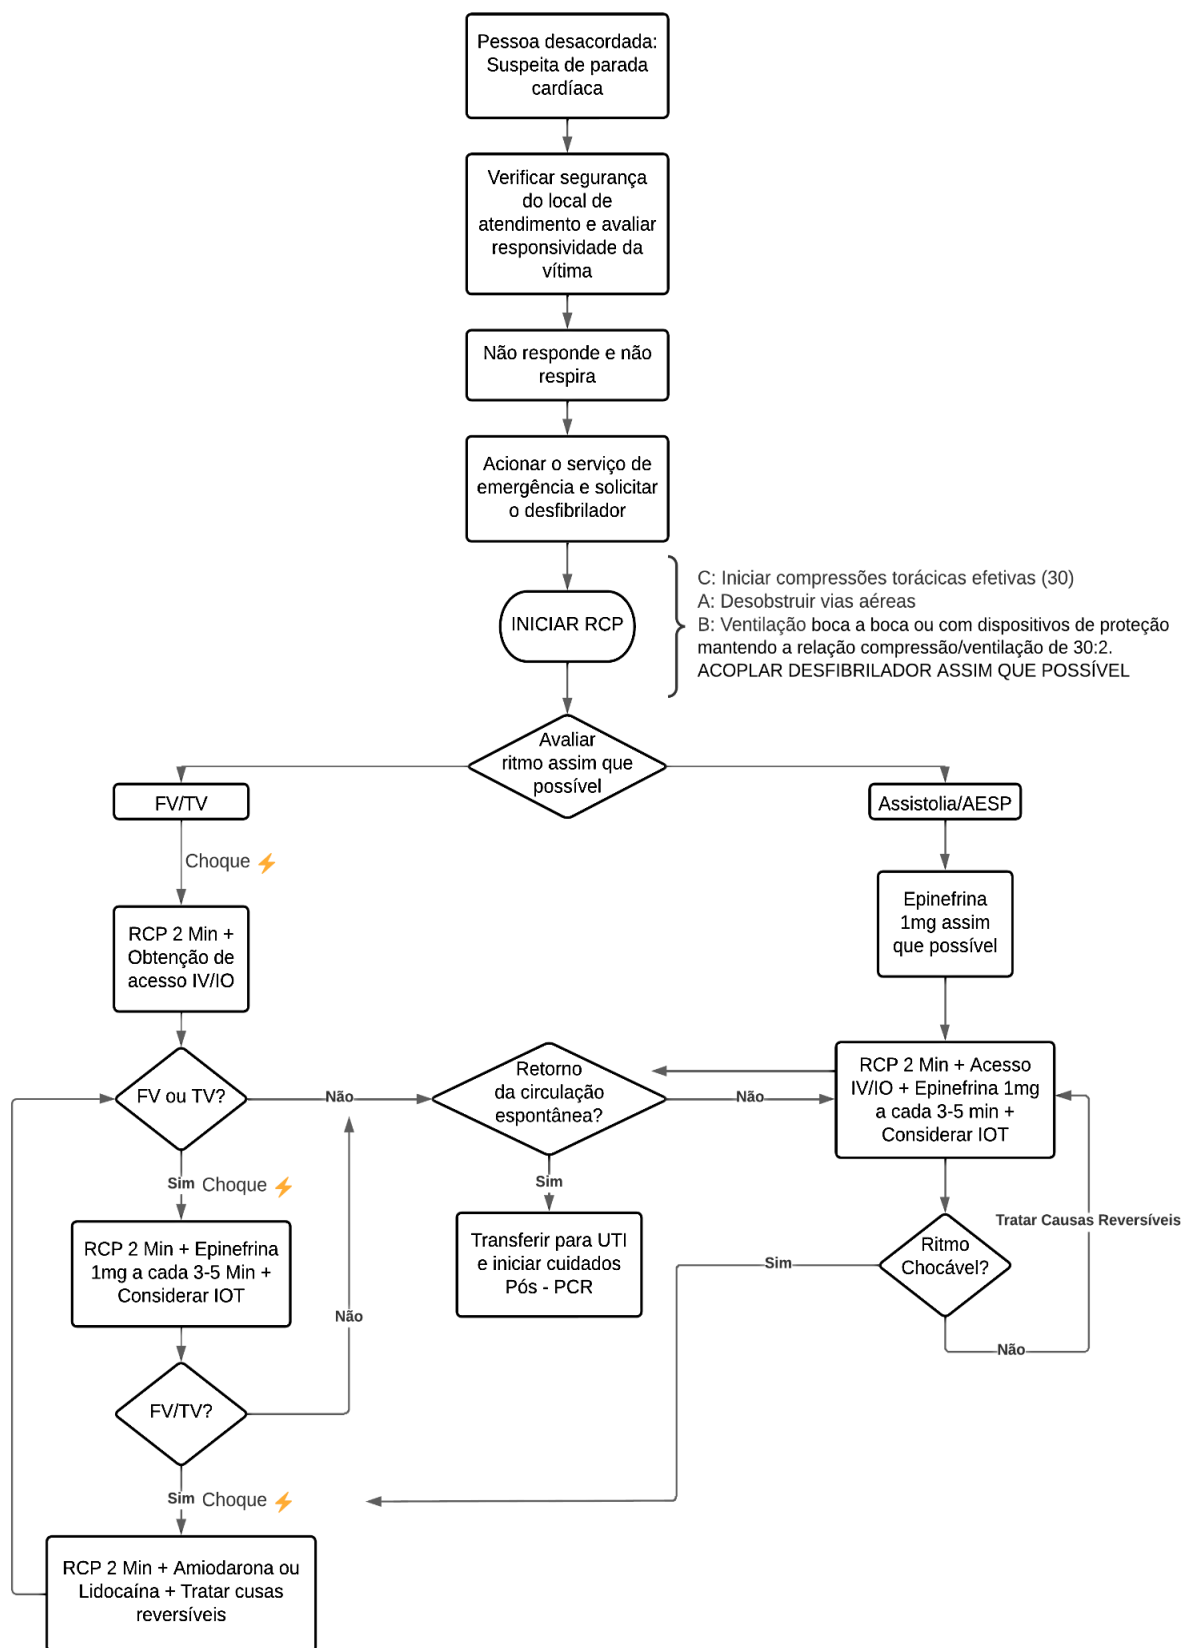 Pessoa desacordada:
Suspeita de parada
cardíaca
Verificar segurança
do local de
atendimento e avaliar
responsividade da
vítima
Não responde e não
respira
Acionar o serviço de
emergência e solicitar
o desfibrilador
INICIAR RCP
C: Iniciar compressões torácicas efetivas (30)
A: Desobstruir vias aéreas
B: Ventilação boca a boca ou com dispositivos de proteção
mantendo a relação compressão/ventilação de 30:2.
ACOPLAR DESFIBRILADOR ASSIM QUE POSSÍVEL
Avaliar
ritmo assim que
possível
FV/TV
Choque ⚡
RCP 2 Min +
Obtenção de
acesso IV/IO
FV ou TV?
Não
Sim Choque ⚡
RCP 2 Min + Epinefrina
1mg a cada 3-5 Min +
Considerar IOT
FV/TV?
Não
Sim Choque ⚡
RCP 2 Min + Amiodarona ou
Lidocaína + Tratar cusas
reversíveis
Retorno
da circulação
espontânea?
Não
Sim
Transferir para UTI
e iniciar cuidados
Pós - PCR
Assistolia/AESP
Epinefrina
1mg assim
que possível
RCP 2 Min + Acesso
IV/IO + Epinefrina 1mg
a cada 3-5 min +
Considerar IOT
Tratar Causas Reversíveis
Ritmo
Chocável?
Sim
Não